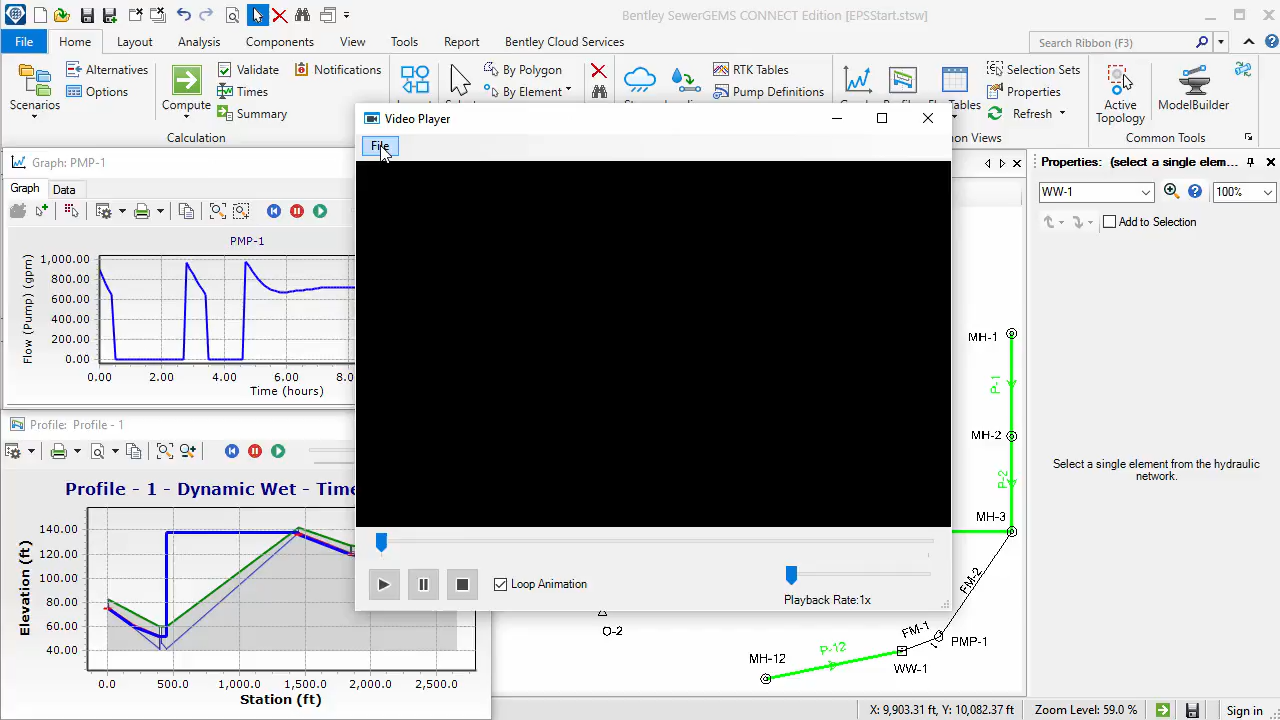 Bentley SewerGEMS CONNECT Edition [EPSStart.stsw]
File Home Layout Analysis Components View Tools Report Bentley Cloud Services
Search Ribbon (F3)
Scenarios
Alternatives
Options
Compute
Validate
Times
Summary
Notifications
Calculation
By Polygon
By Element
RTK Tables
Pump Definitions
Selection Sets
Properties
Refresh
Active
Topology
ModelBuilder
Common Tools
Graph: PMP-1
Graph Data
PMP-1
Flow (Pump) (gpm)
1,000.00
800.00
600.00
400.00
200.00
0.00
0.00 2.00 4.00 6.00
Time (hours)
Profile: Profile - 1
Profile - 1 - Dynamic Wet - Time
Elevation (ft)
140.00
120.00
100.00
80.00
60.00
40.00
0.0 500.0 1,000.0 1,500.0 2,000.0 2,500.0
Station (ft)
Video Player
File
Loop Animation
Playback Rate:1x
MH-1
P-1
MH-2
P-2
MH-3
FM-2
O-2
FM-1
PMP-1
P-12
MH-12
WW-1
Properties: (select a single elem...
WW-1
100%
Add to Selection
Select a single element from the hydraulic
network.
X: 9,903.31 ft, Y: 10,082.37 ft
Zoom Level: 59.0 %
Sign in